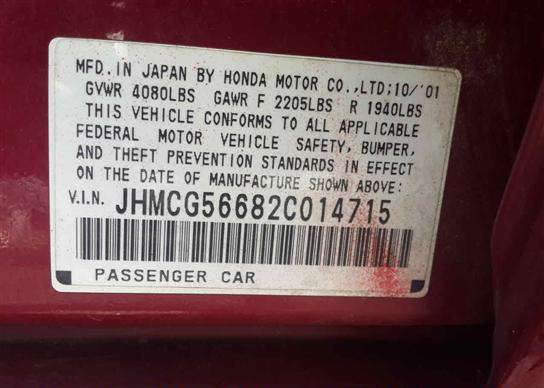 MFD. IN JAPAN BY HONDA MOTOR CO.,LTD;10/'01
GVWR 4080LBS GAWR F 2205LBS R 1940LBS
THIS VEHICLE CONFORMS TO ALL APPLICABLE
FEDERAL MOTOR VEHICLE SAFETY, BUMPER,
AND THEFT PREVENTION STANDARDS IN EFFECT
ON THE DATE OF MANUFACTURE SHOWN ABOVE:
V.I.N. JHMCG56682C014715
PASSENGER CAR